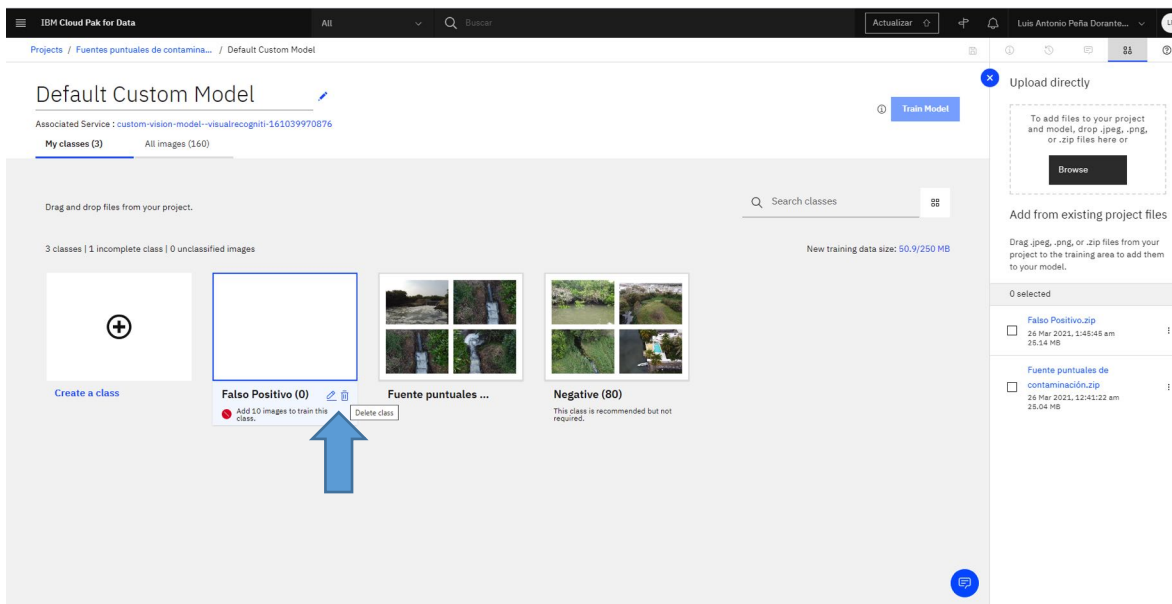 IBM Cloud Pak for Data
All
Buscar
Actualizar
Luis Antonio Peña Dorante...
Projects / Fuentes puntuales de contamina... / Default Custom Model
Default Custom Model
Associated Service : custom-vision-model--visualrecogniti-161039970876
Train Model
My classes (3)
All images (160)
Drag and drop files from your project.
Search classes
3 classes | 1 incomplete class | 0 unclassified images
New training data size: 50.9/250 MB
Create a class
Falso Positivo (0)
Add 10 images to train this
class.
Delete class
Fuente puntuales ...
Negative (80)
This class is recommended but not
required.
Upload directly
To add files to your project
and model, drop .jpeg, .png,
or .zip files here or
Browse
Add from existing project files
Drag .jpeg, .png, or .zip files from your
project to the training area to add them
to your model.
0 selected
Falso Positivo.zip
26 Mar 2021, 1:45:45 am
25.14 MB
Fuente puntuales de
contaminación.zip
26 Mar 2021, 12:41:22 am
25.04 MB